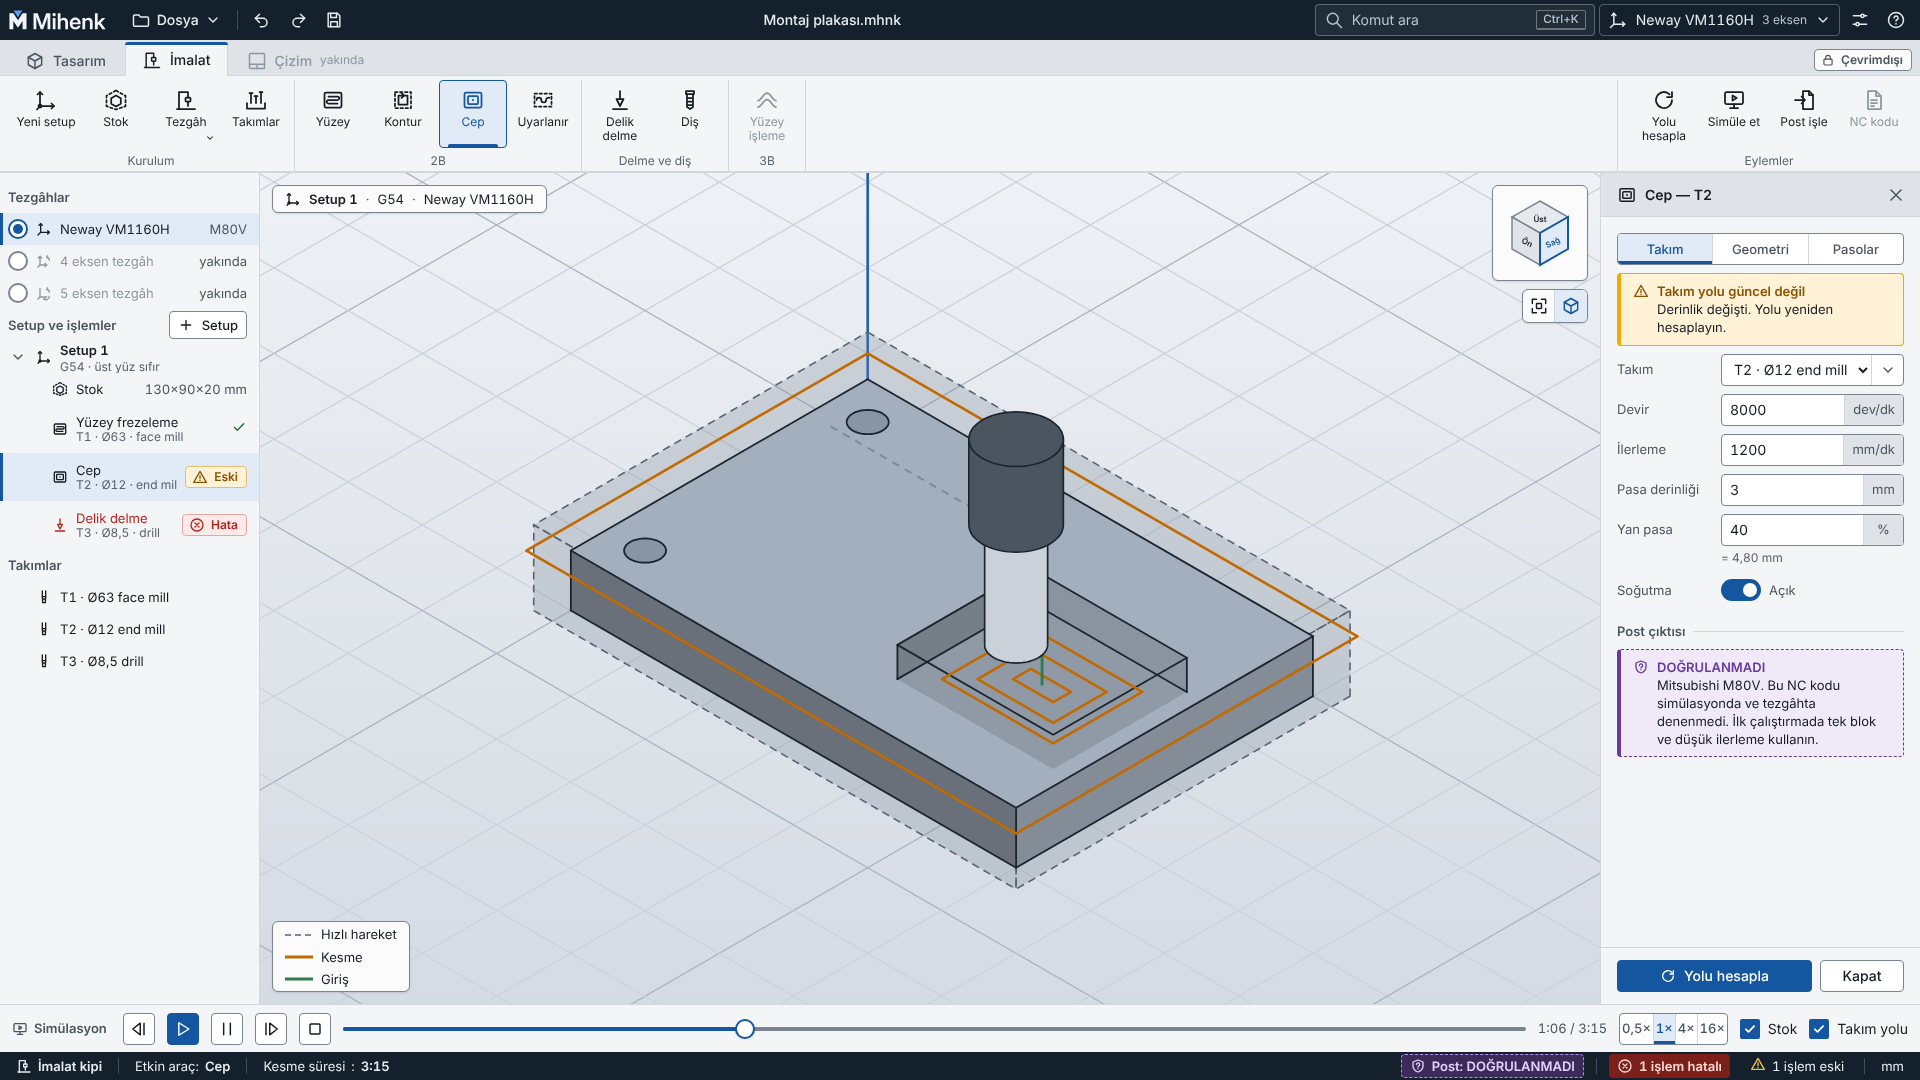 Mihenk
Dosya
Montaj plakası.mhnk
Komut ara
Ctrl+K
Neway VM1160H 3 eksen
Tasarım
İmalat
Çizim yakında
Çevrimdışı
Yeni setup
Stok
Tezgâh
Takımlar
Kurulum
Yüzey
Kontur
Cep
Uyarlanır
2B
Delik delme
Diş
Delme ve diş
Yüzey işleme
3B
Yolu hesapla
Simüle et
Post işle
NC kodu
Eylemler
Tezgâhlar
Neway VM1160H M80V
4 eksen tezgâh yakında
5 eksen tezgâh yakında
Setup ve işlemler
Setup
Setup 1
G54 · üst yüz sıfır
Stok 130×90×20 mm
Yüzey frezeleme
T1 · Ø63 · face mill
Cep
T2 · Ø12 · end mil
Eski
Delik delme
T3 · Ø8,5 · drill
Hata
Takımlar
T1 · Ø63 face mill
T2 · Ø12 end mill
T3 · Ø8,5 drill
Setup 1 · G54 · Neway VM1160H
Üst
Ön
Sağ
Hızlı hareket
Kesme
Giriş
Cep — T2
Takım
Geometri
Pasolar
Takım yolu güncel değil
Derinlik değişti. Yolu yeniden
hesaplayın.
Takım T2 · Ø12 end mill
Devir 8000 dev/dk
İlerleme 1200 mm/dk
Pasa derinliği 3 mm
Yan pasa 40 %
= 4,80 mm
Soğutma Açık
Post çıktısı
DOĞRULANMADI
Mitsubishi M80V. Bu NC kodu
simülasyonda ve tezgâhta
denenmedi. İlk çalıştırmada tek blok
ve düşük ilerleme kullanın.
Yolu hesapla
Kapat
Simülasyon
1:06 / 3:15
0,5× 1× 4× 16×
Stok
Takım yolu
İmalat kipi
Etkin araç: Cep
Kesme süresi : 3:15
Post: DOĞRULANMADI
1 işlem hatalı
1 işlem eski
mm